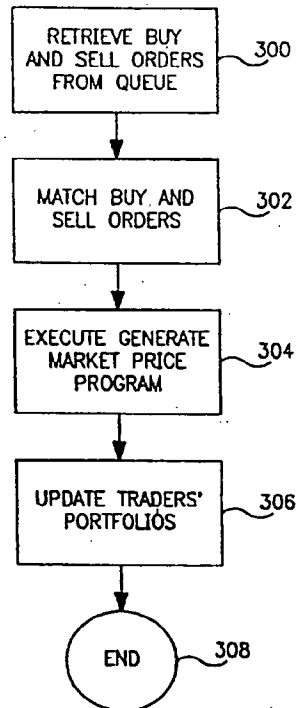 RETRIEVE BUY
AND SELL ORDERS
FROM QUEUE
300
MATCH BUY AND
SELL ORDERS
302
EXECUTE GENERATE
MARKET PRICE
PROGRAM
304
UPDATE TRADERS'
PORTFOLIOS
306
END
308